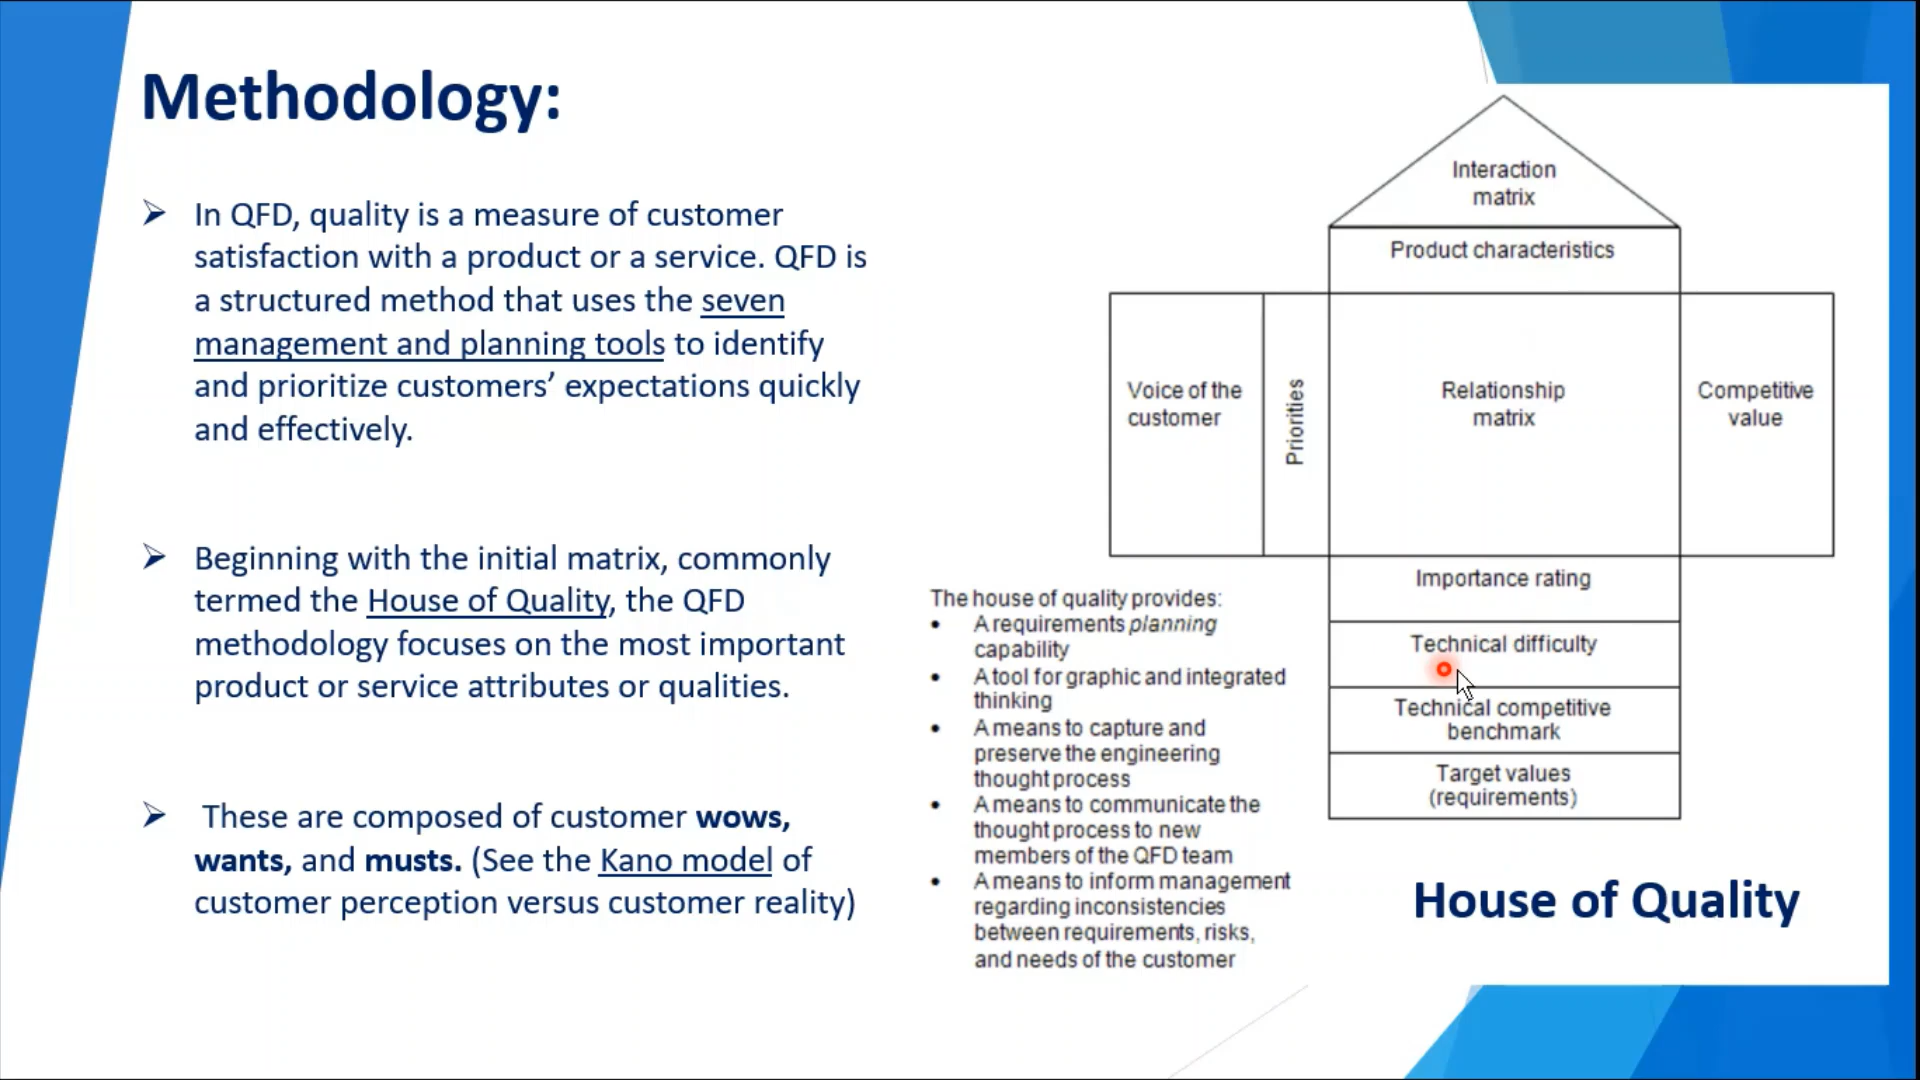 Methodology:
In QFD, quality is a measure of customer
satisfaction with a product or a service. QFD is
a structured method that uses the seven
management and planning tools to identify
and prioritize customers’ expectations quickly
and effectively.
Beginning with the initial matrix, commonly
termed the House of Quality, the QFD
methodology focuses on the most important
product or service attributes or qualities.
These are composed of customer wows,
wants, and musts. (See the Kano model of
customer perception versus customer reality)
Interaction
matrix
Product characteristics
Voice of the
customer
Priorities
Relationship
matrix
Competitive
value
Importance rating
Technical difficulty
Technical competitive
benchmark
Target values
(requirements)
The house of quality provides:
• A requirements planning
capability
• A tool for graphic and integrated
thinking
• A means to capture and
preserve the engineering
thought process
• A means to communicate the
thought process to new
members of the QFD team
• A means to inform management
regarding inconsistencies
between requirements, risks,
and needs of the customer
House of Quality